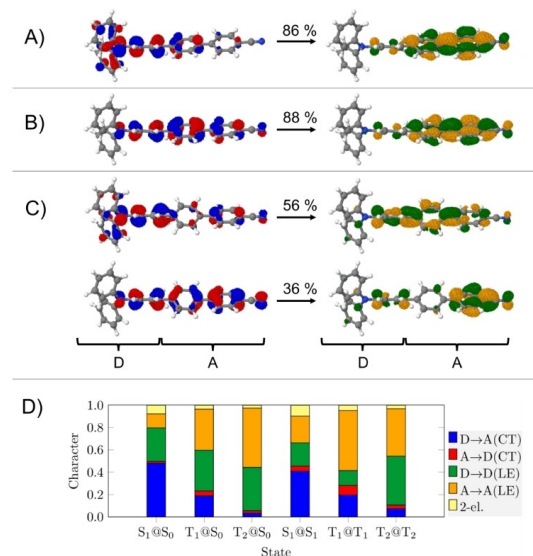 A)
86 %
B)
88 %
C)
56 %
36 %
D A D A
D)
Character
1.0
0.8
0.6
0.4
0.2
0.0
S₁@S₀ T₁@S₀ T₂@S₀ S₁@S₁ T₁@T₁ T₂@T₂
State
D→A(CT)
A→D(CT)
D→D(LE)
A→A(LE)
2-el.